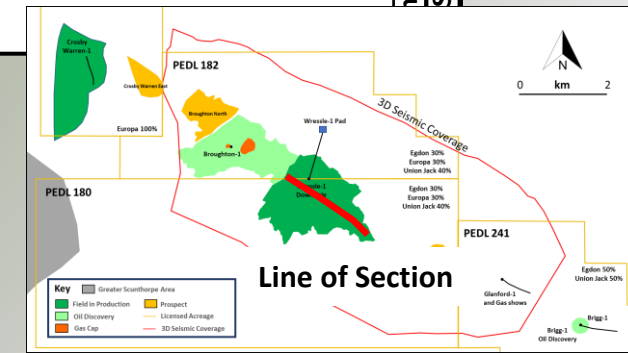 Crosby
Warren-1
PEDL 182
Crosby Warren East
Broughton North
Europa 100%
Broughton-1
Wressle-1 Pad
3D Seismic Coverage
N
0 km 2
Egdon 30%
Europa 30%
Union Jack 40%
Egdon 30%
Europa 30%
Union Jack 40%
PEDL 180
PEDL 241
Line of Section
Egdon 50%
Union Jack 50%
Glanford-1
and Gas shows
Brigg-1
Brigg-1
Oil Discovery
Key
Greater Scunthorpe Area
Field in Production
Prospect
Oil Discovery
Licensed Acreage
Gas Cap
3D Seismic Coverage